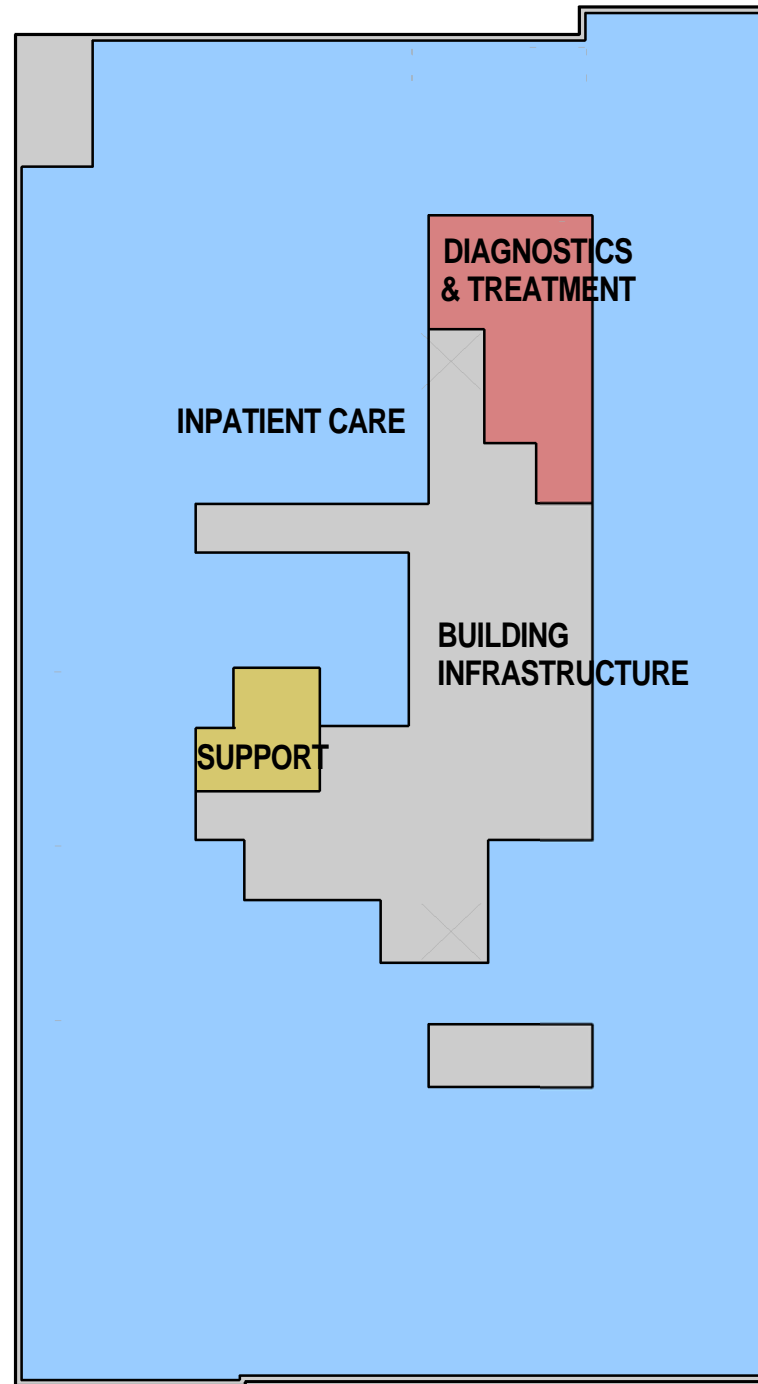 DIAGNOSTICS
& TREATMENT
INPATIENT CARE
BUILDING
INFRASTRUCTURE
SUPPORT